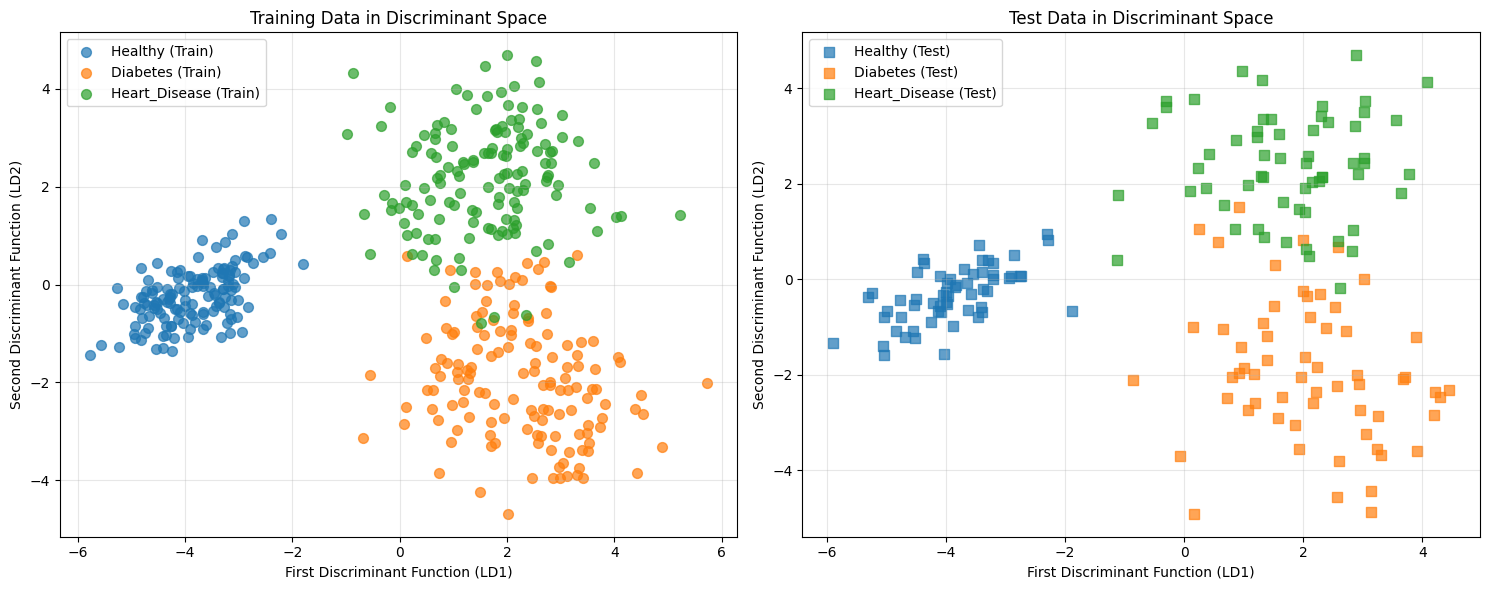 Training Data in Discriminant Space
Healthy (Train)
Diabetes (Train)
Heart_Disease (Train)
Second Discriminant Function (LD2)
4
2
0
−2
−4
−6
−4
−2
0
2
4
6
First Discriminant Function (LD1)
Test Data in Discriminant Space
Healthy (Test)
Diabetes (Test)
Heart_Disease (Test)
Second Discriminant Function (LD2)
4
2
0
−2
−4
−6
−4
−2
0
2
4
First Discriminant Function (LD1)